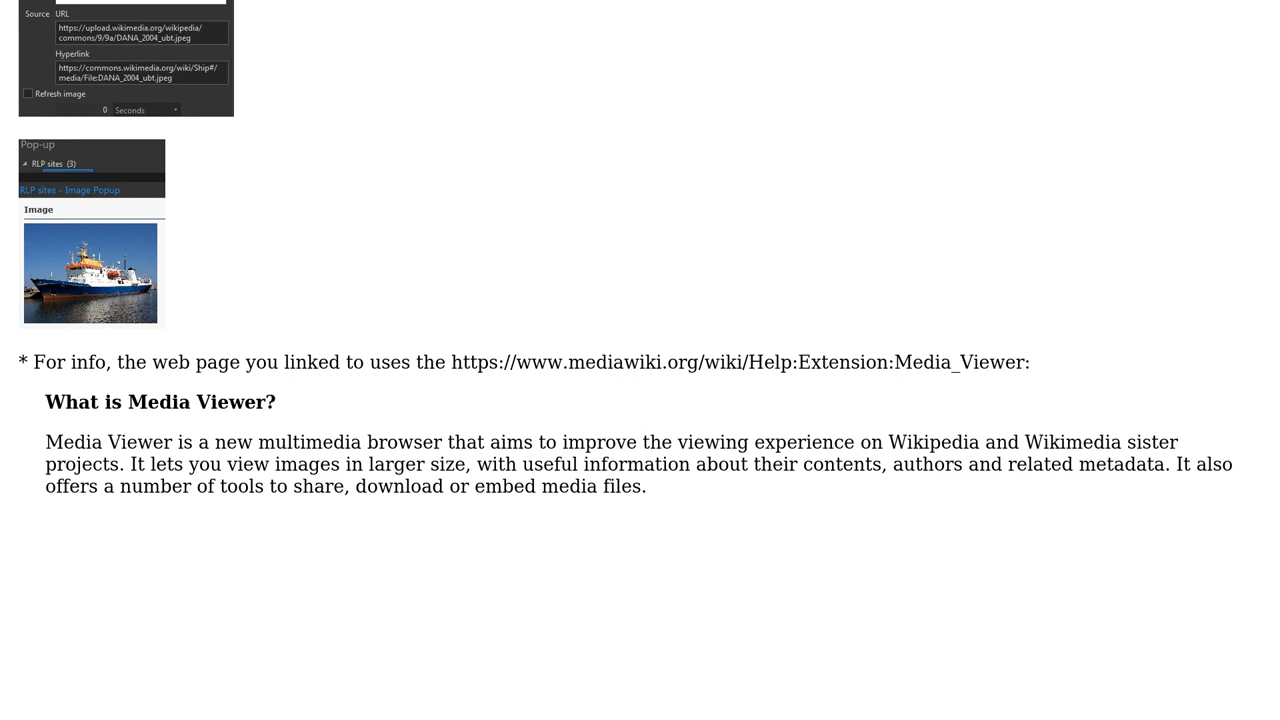 Source URL
https://upload.wikimedia.org/wikipedia/
commons/9/9a/DANA_2004_ubt.jpeg
Hyperlink
https://commons.wikimedia.org/wiki/Ship#/
media/File:DANA_2004_ubt.jpeg
Refresh image
0 Seconds
Pop-up
RLP sites (3)
RLP sites - Image Popup
Image
* For info, the web page you linked to uses the https://www.mediawiki.org/wiki/Help:Extension:Media_Viewer:
What is Media Viewer?
Media Viewer is a new multimedia browser that aims to improve the viewing experience on Wikipedia and Wikimedia sister
projects. It lets you view images in larger size, with useful information about their contents, authors and related metadata. It also
offers a number of tools to share, download or embed media files.